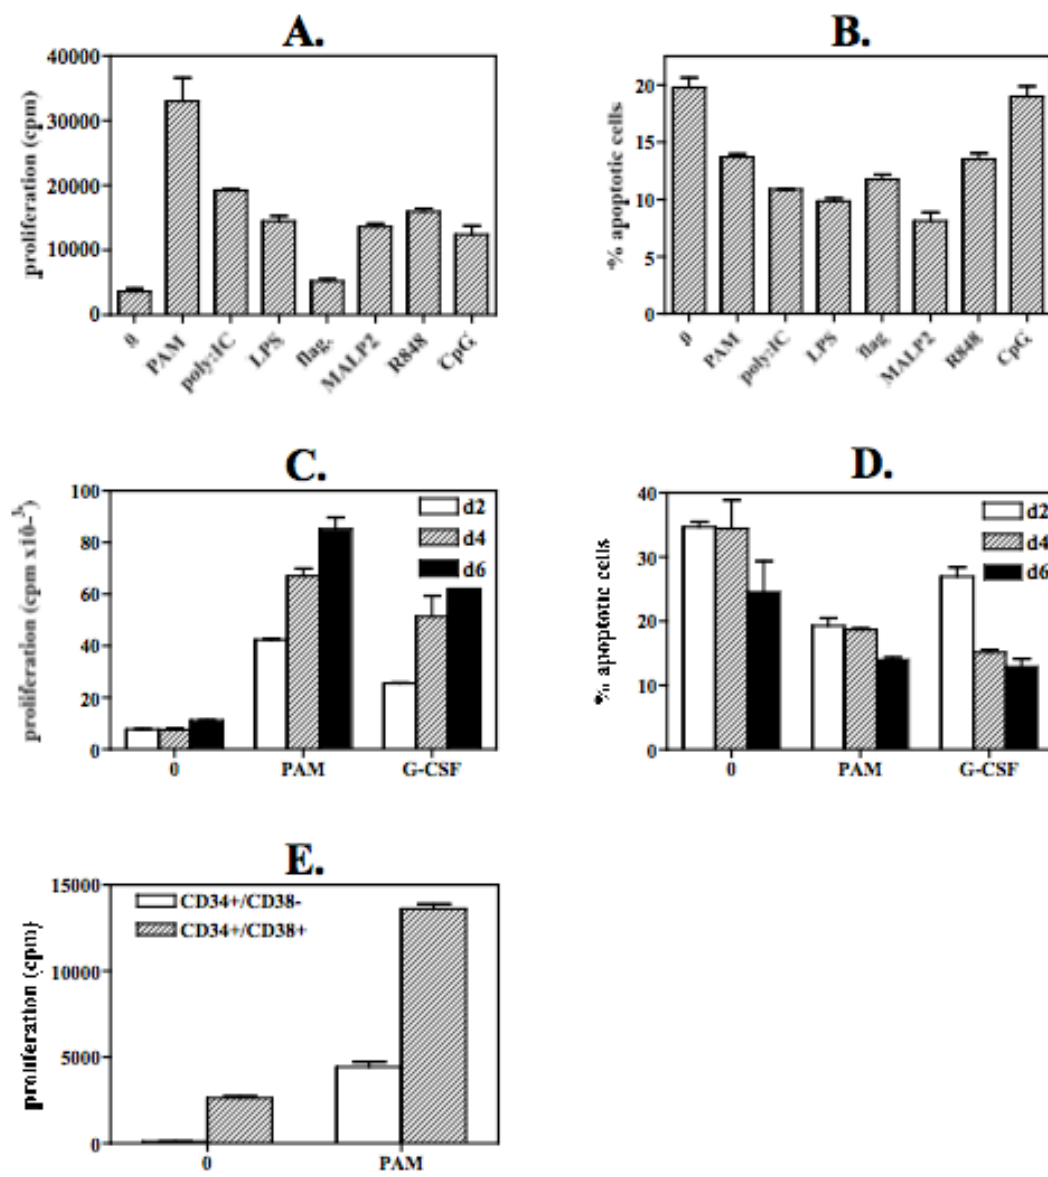 A.
proliferation (cpm)
40000
30000
20000
10000
0
0 PAM poly:IC LPS flag. MALP2 R848 CpG
B.
% apoptotic cells
20
15
10
5
0
0 PAM poly:IC LPS flag MALP2 R848 CpG
C.
proliferation (cpm x10-³)
100
80
60
40
20
0
d2
d4
d6
0 PAM G-CSF
D.
% apoptotic cells
40
30
20
10
0
d2
d4
d6
0 PAM G-CSF
E.
proliferation (cpm)
15000
10000
5000
0
CD34+/CD38-
CD34+/CD38+
0 PAM